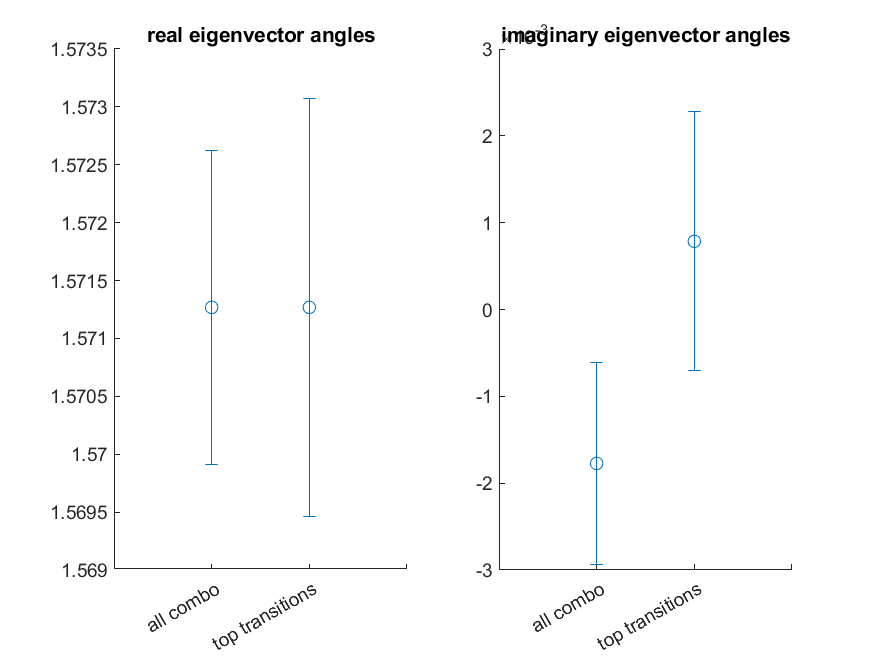 real eigenvector angles
1.5735
1.573
1.5725
1.572
1.5715
1.571
1.5705
1.57
1.5695
1.569
all combo
top transitions
imaginary eigenvector angles
3
2
1
0
-1
-2
-3
all combo
top transitions